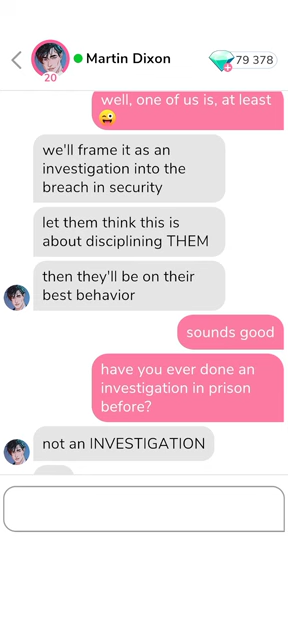 Martin Dixon
79 378
20
well, one of us is, at least
😜
we'll frame it as an
investigation into the
breach in security
let them think this is
about disciplining THEM
then they'll be on their
best behavior
sounds good
have you ever done an
investigation in prison
before?
not an INVESTIGATION